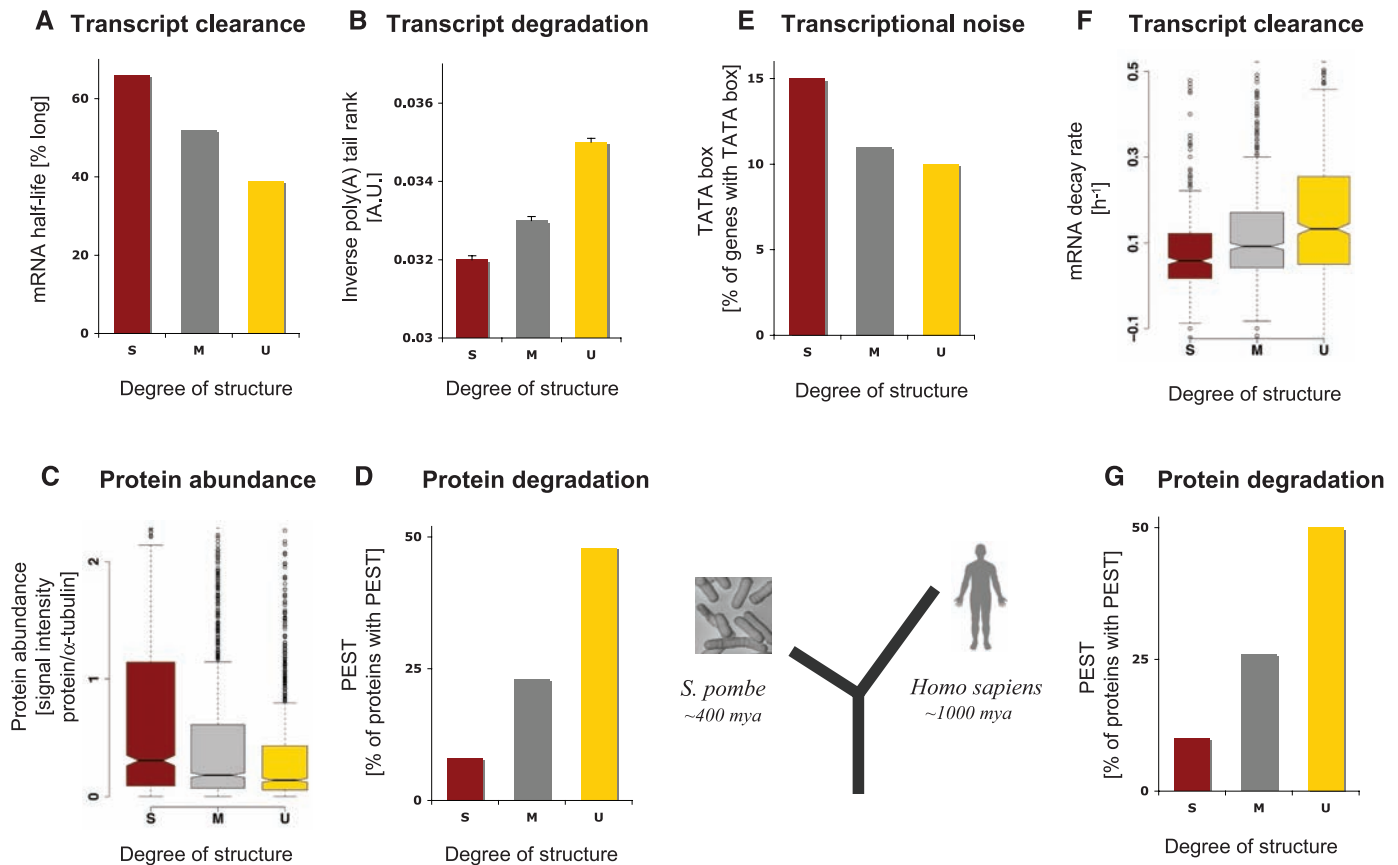 A Transcript clearance
mRNA half-life [% long]
60
40
20
0
S M U
Degree of structure
B Transcript degradation
Inverse poly(A) tail rank
[A.U.]
0.036
0.034
0.032
0.03
S M U
Degree of structure
E Transcriptional noise
TATA box
[% of genes with TATA box]
15
10
5
0
S M U
Degree of structure
F Transcript clearance
mRNA decay rate
[h-1]
0.5
0.3
0.1
−0.1
S M U
Degree of structure
C Protein abundance
Protein abundance
[signal intensity
protein/α-tubulin]
2
1
0
S M U
Degree of structure
D Protein degradation
PEST
[% of proteins with PEST]
50
25
0
S M U
Degree of structure
S. pombe
~400 mya
Homo sapiens
~1000 mya
G Protein degradation
PEST
[% of proteins with PEST]
50
25
0
S M U
Degree of structure